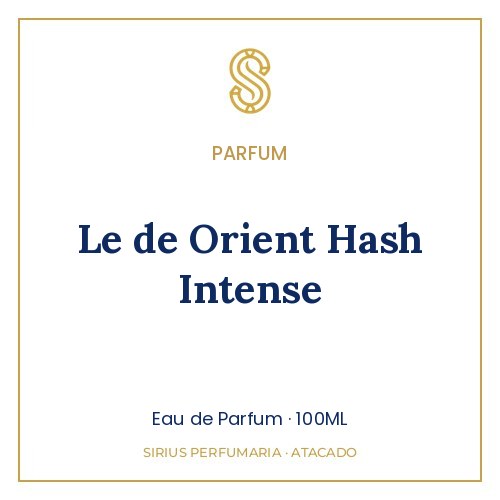 PARFUM
Le de Orient Hash
Intense
Eau de Parfum · 100ML
SIRIUS PERFUMARIA · ATACADO